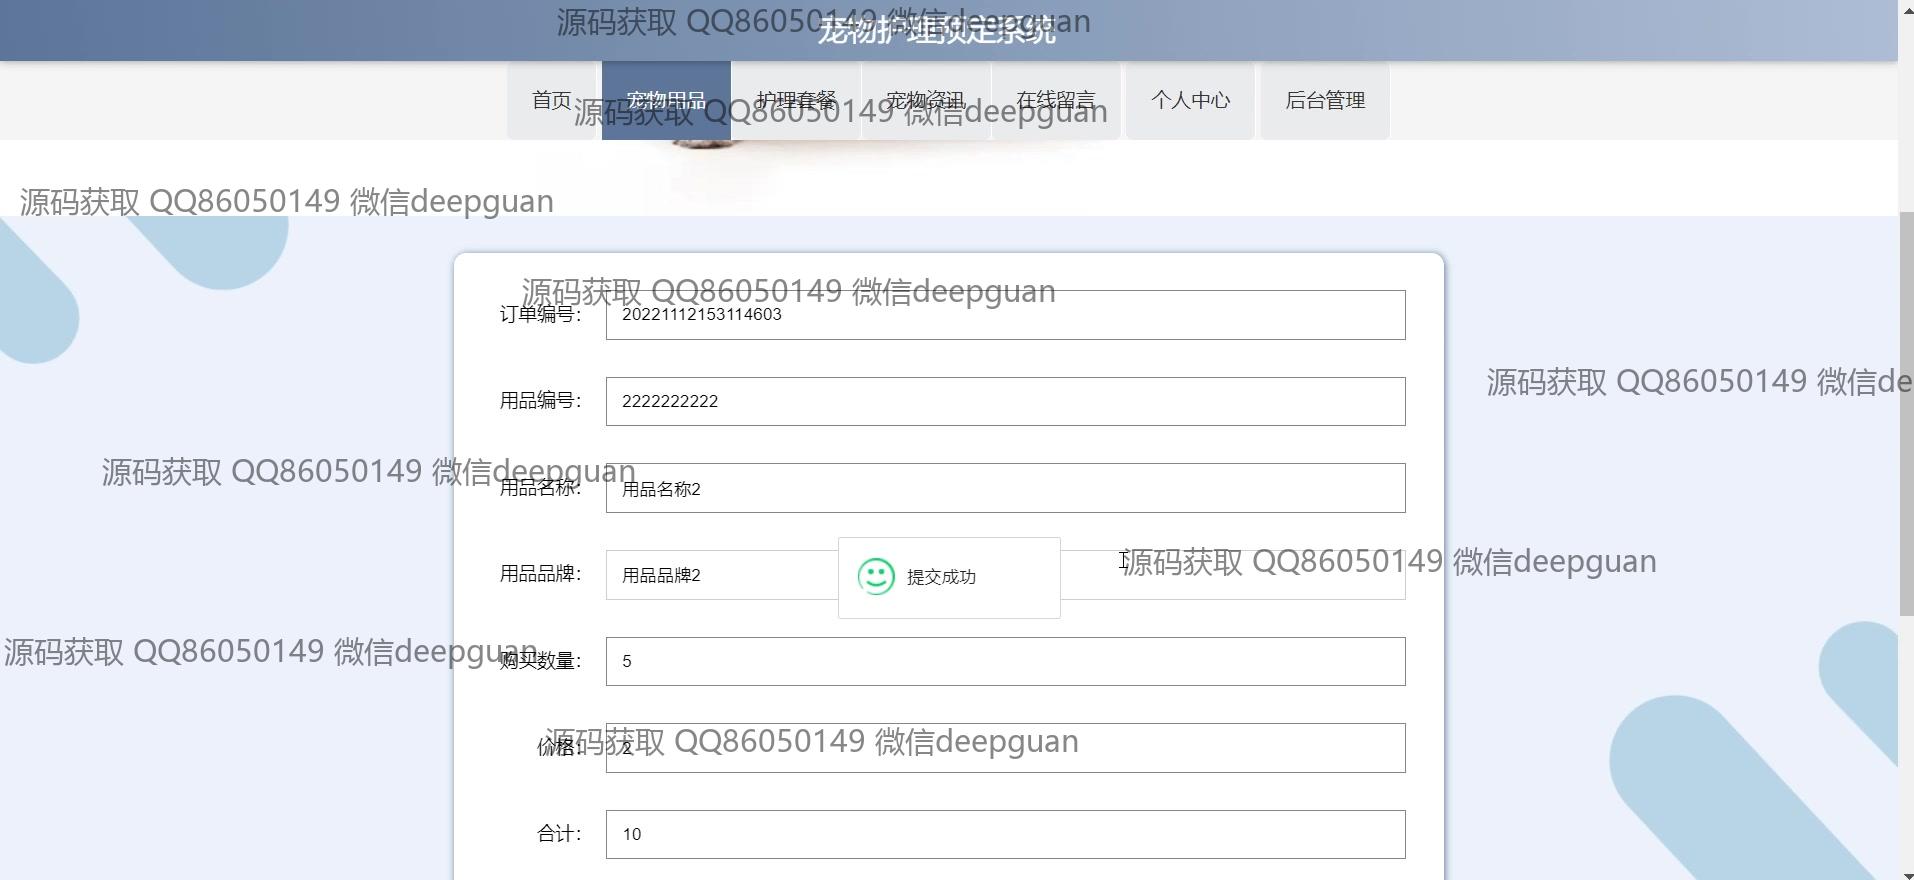 源码获取 QQ86050149 微信deepguan
宠物护理预定系统
首页 宠物用品 护理套餐 宠物资讯 在线留言 个人中心 后台管理
源码获取 QQ86050149 微信deepguan
源码获取 QQ86050149 微信deepguan
源码获取 QQ86050149 微信deepguan
订单编号： 20221112153114603
源码获取 QQ86050149 微信de
用品编号： 2222222222
源码获取 QQ86050149 微信deepguan
用品名称： 用品名称2
源码获取 QQ86050149 微信deepguan
用品品牌： 用品品牌2
提交成功
源码获取 QQ86050149 微信deepguan
购买数量： 5
源码获取 QQ86050149 微信deepguan
价格： 2
合计： 10